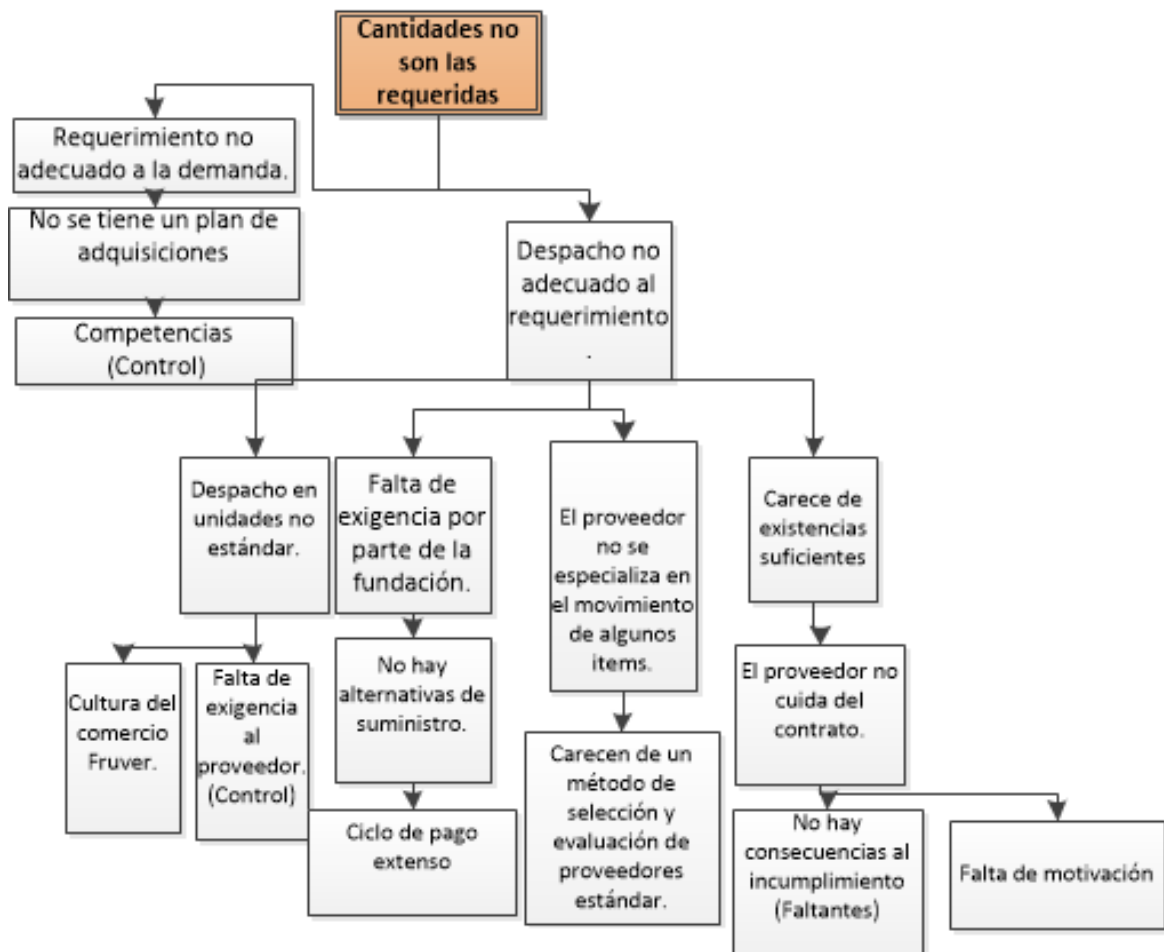 Cantidades no
son las
requeridas
Requerimiento no
adecuado a la demanda.
No se tiene un plan de
adquisiciones
Competencias
(Control)
Despacho no
adecuado al
requerimiento
.
Despacho en
unidades no
estándar.
Falta de
exigencia por
parte de la
fundación.
El proveedor
no se
especializa en
el movimiento
de algunos
items.
Carece de
existencias
suficientes
Cultura del
comercio
Fruver.
Falta de
exigencia
al
proveedor.
(Control)
No hay
alternativas de
suministro.
Ciclo de pago
extenso
Carecen de un
método de
selección y
evaluación de
proveedores
estándar.
El proveedor no
cuida del
contrato.
No hay
consecuencias al
incumplimiento
(Faltantes)
Falta de motivación